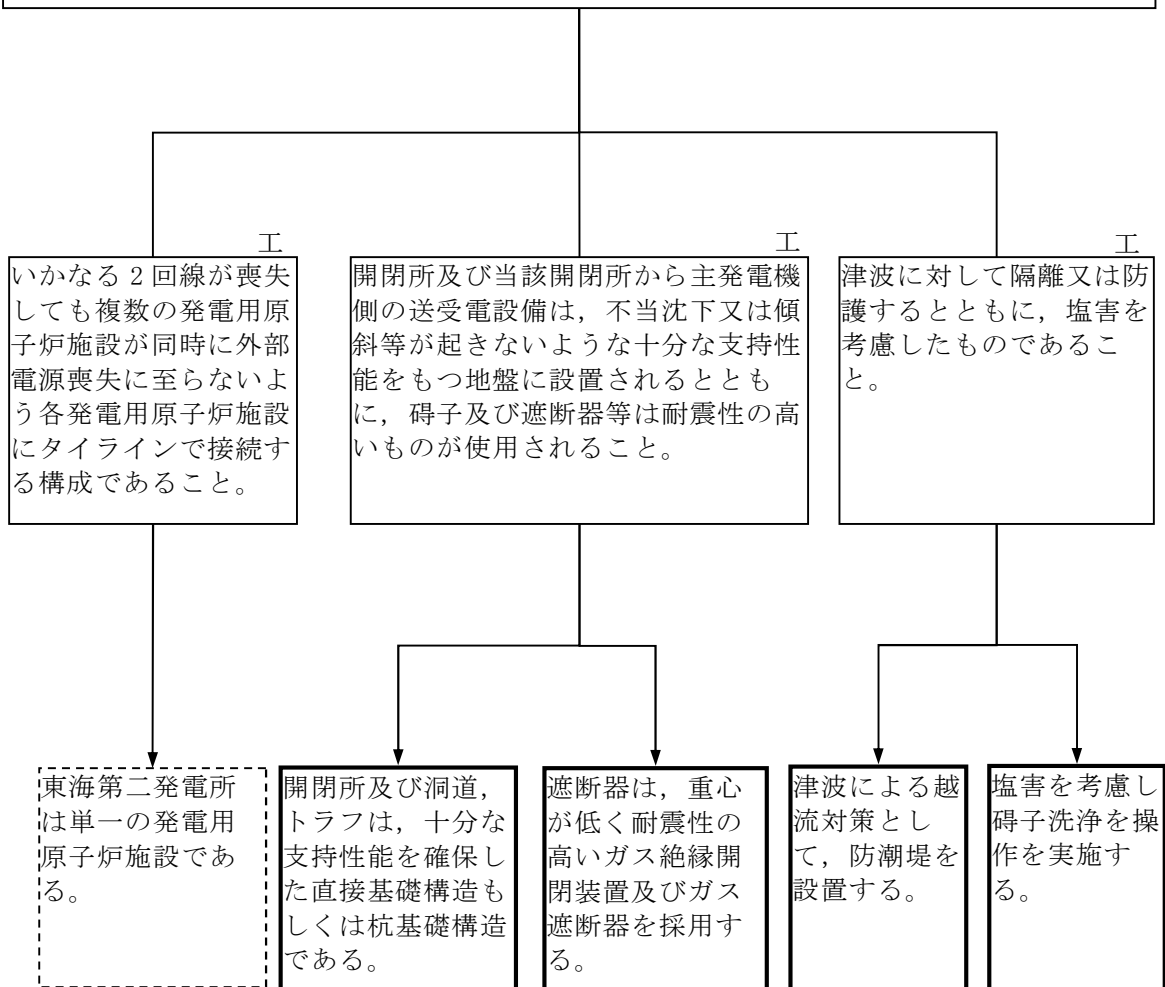 工
いかなる２回線が喪失
しても複数の発電用原
子炉施設が同時に外部
電源喪失に至らないよ
う各発電用原子炉施設
にタイラインで接続す
る構成であること。
工
開閉所及び当該開閉所から主発電機
側の送受電設備は，不当沈下又は傾
斜等が起きないような十分な支持性
能をもつ地盤に設置されるととも
に，碍子及び遮断器等は耐震性の高
いものが使用されること。
工
津波に対して隔離又は防
護するとともに，塩害を
考慮したものであるこ
と。
東海第二発電所
は単一の発電用
原子炉施設であ
る。
開閉所及び洞道，
トラフは，十分な
支持性能を確保し
た直接基礎構造も
しくは杭基礎構造
である。
遮断器は，重心
が低く耐震性の
高いガス絶縁開
閉装置及びガス
遮断器を採用す
る。
津波による越
流対策とし
て，防潮堤を
設置する。
塩害を考慮し
碍子洗浄を操
作を実施す
る。